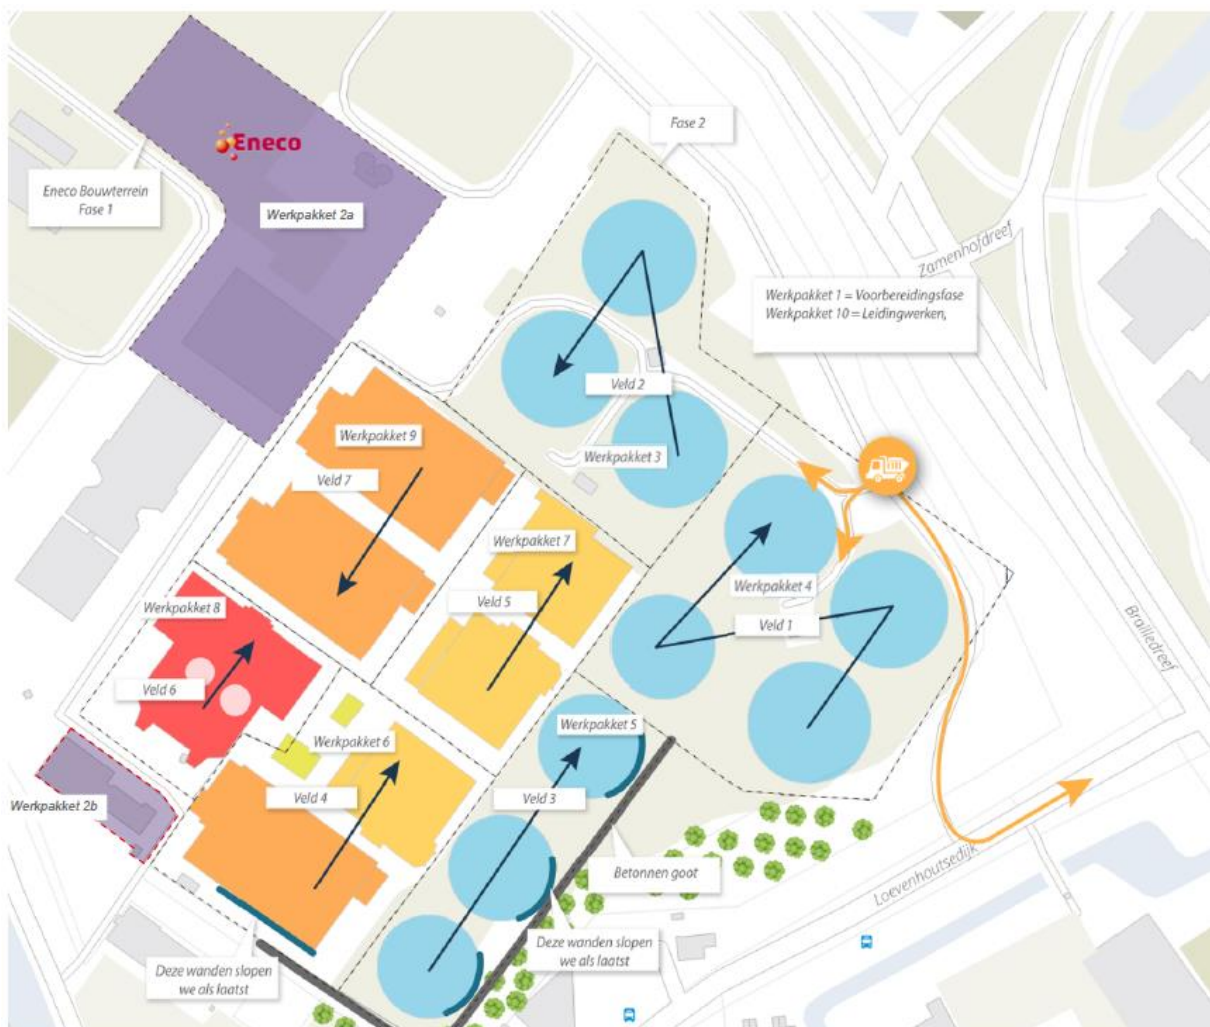 Fase 2
Eneco
Eneco Bouwterrein
Fase 1
Werkpakket 2a
Zamenhofdreef
Werkpakket 1 = Voorbereidingsfase
Werkpakket 10 = Leidingwerken,
Veld 2
Werkpakket 9
Werkpakket 3
Veld 7
Werkpakket 7
Werkpakket 4
Veld 5
Werkpakket 8
Veld 1
Brailledreef
Veld 6
Werkpakket 5
Werkpakket 6
Veld 4
Veld 3
Werkpakket 2b
Betonnen goot
Loevenhoutsedijk
Deze wanden slopen
we als laatst
Deze wanden slopen
we als laatst